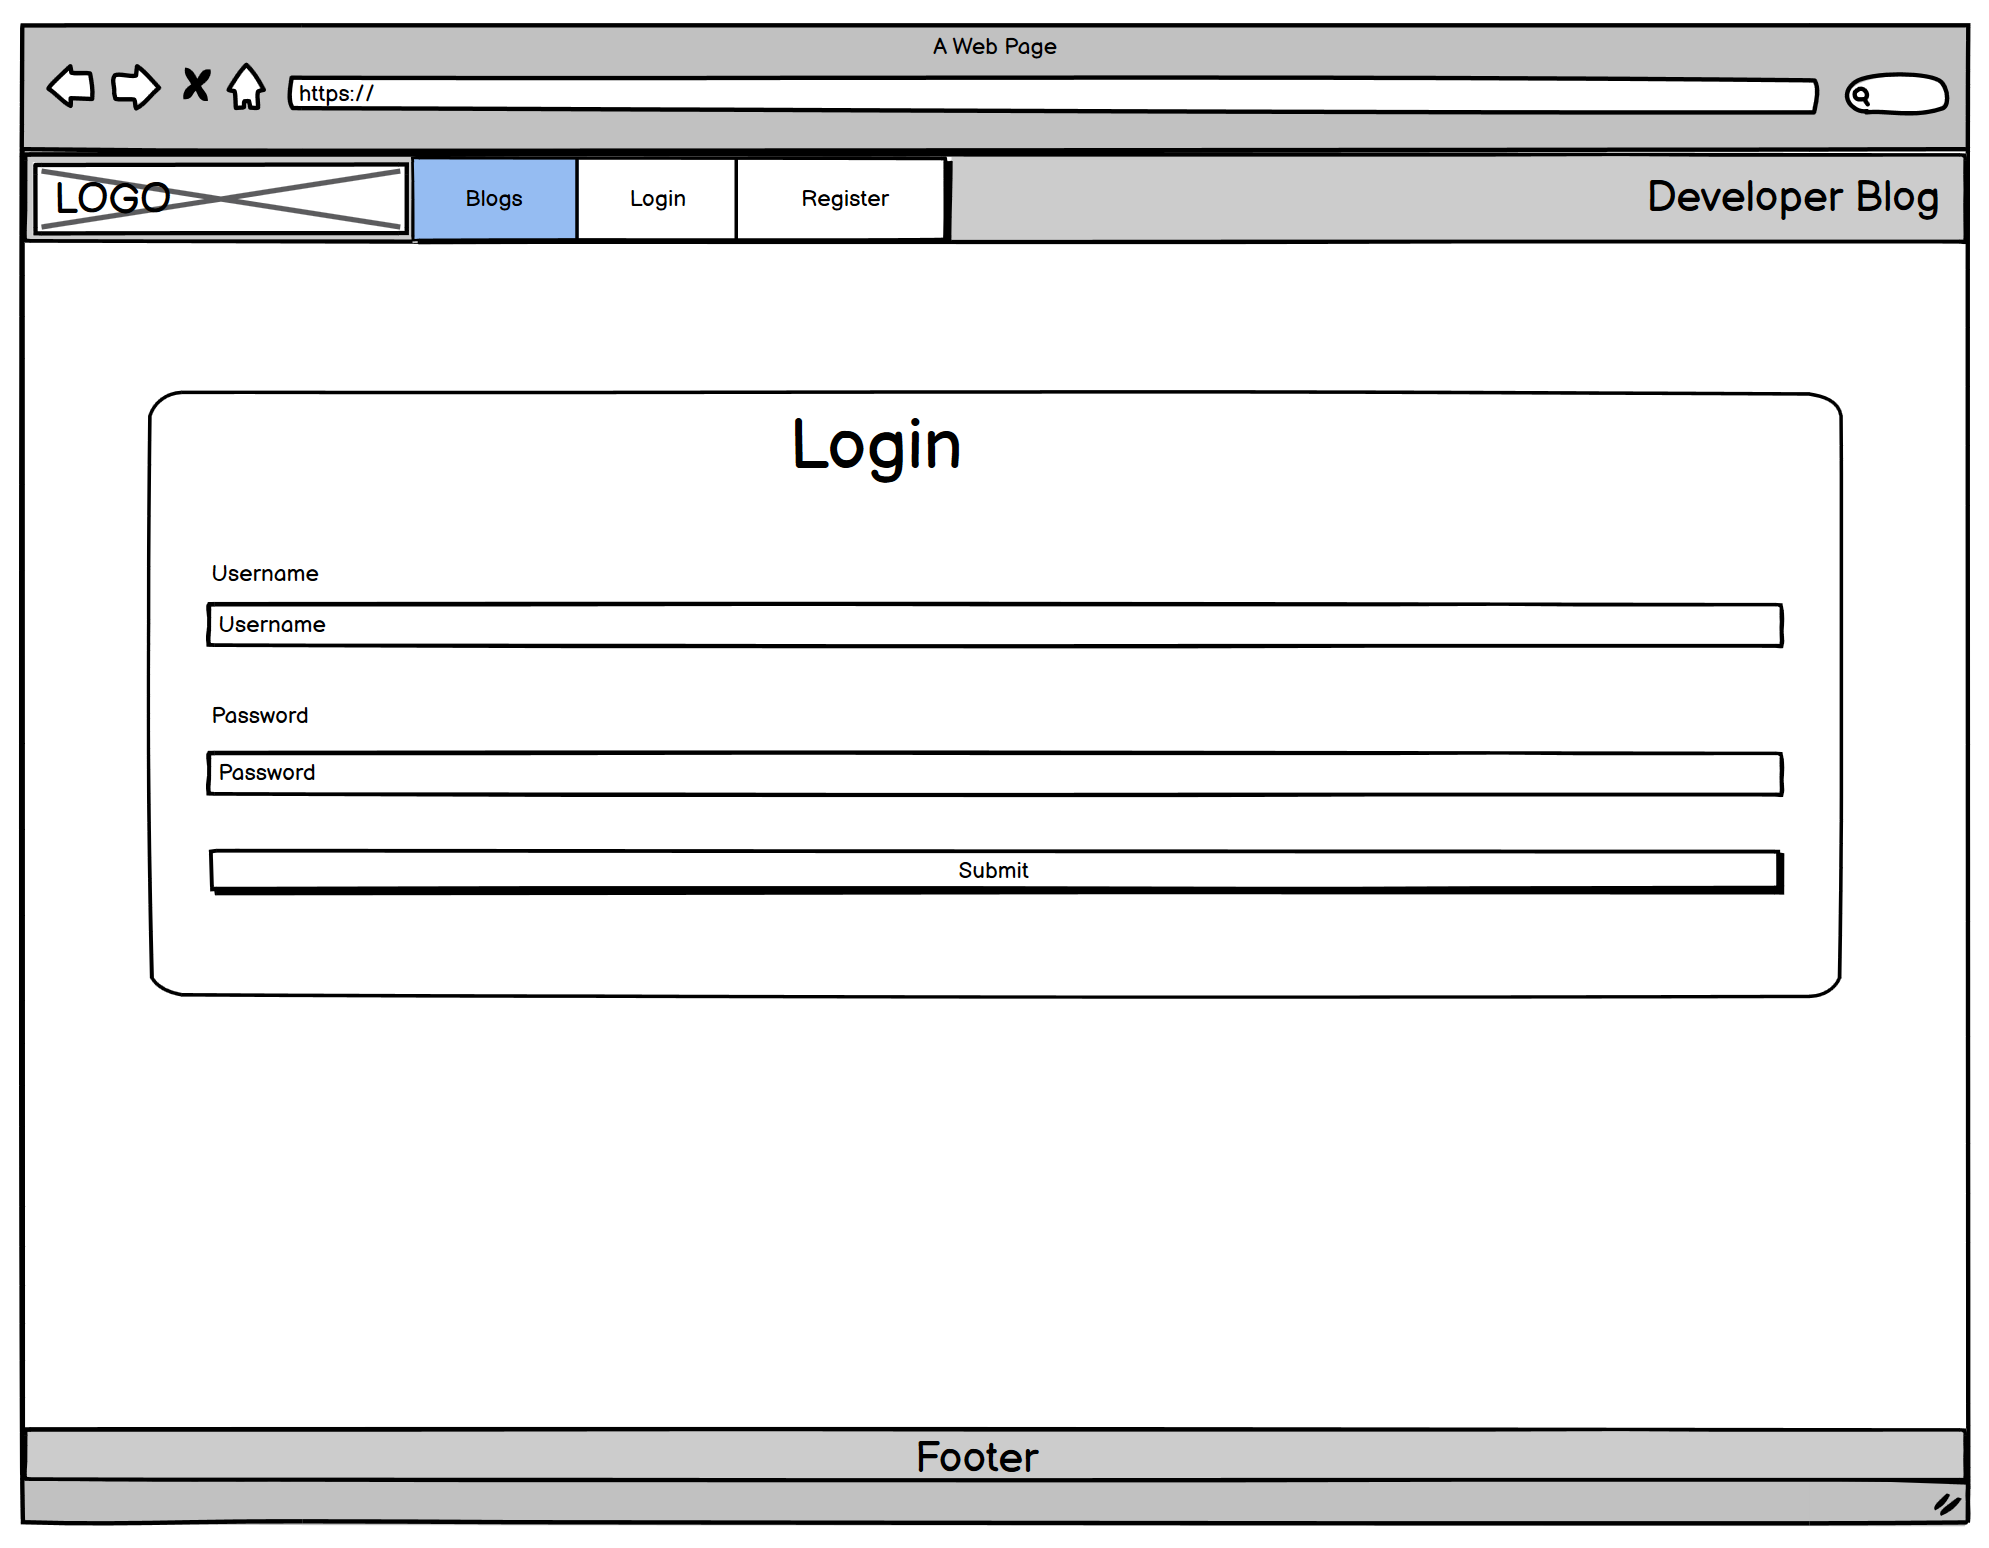 A Web Page
https://
LOGO
Blogs
Login
Register
Developer Blog
Login
Username
Username
Password
Password
Submit
Footer